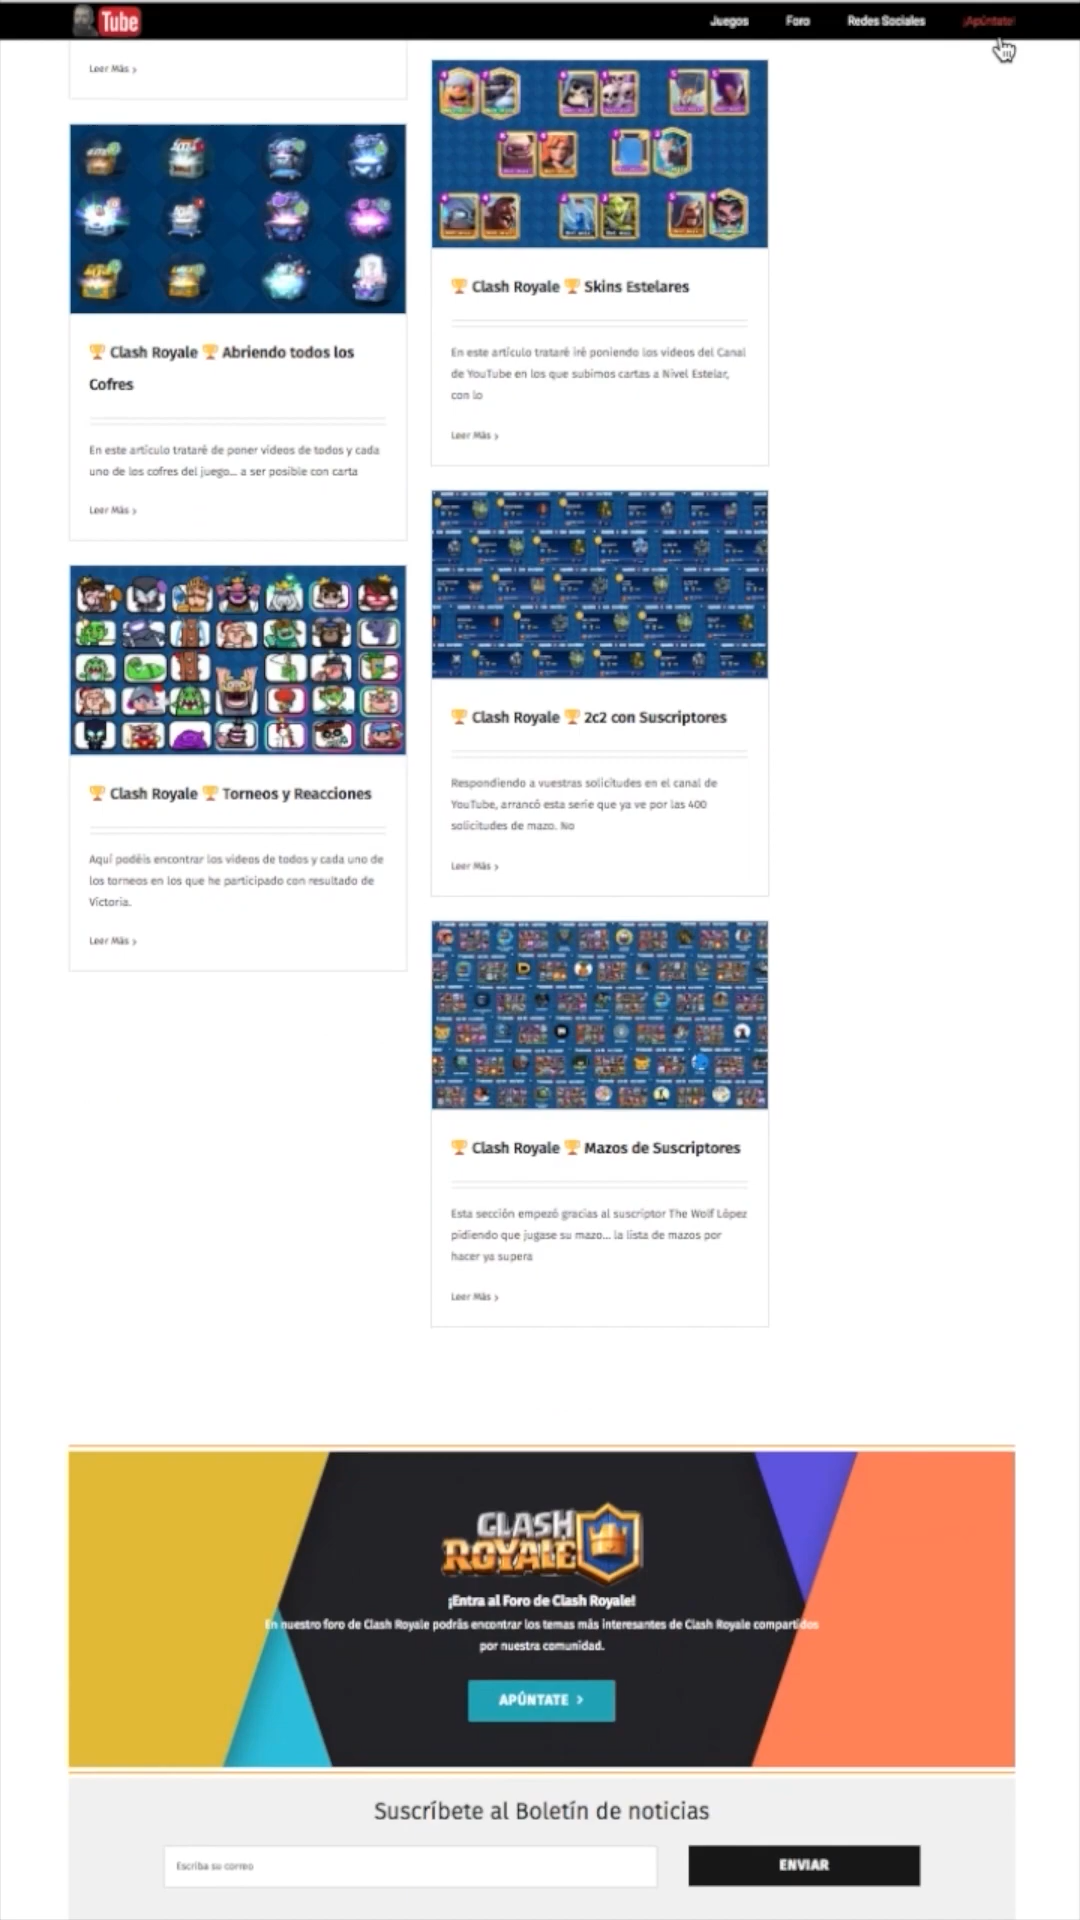 Tube
Juegos
Foro
Redes Sociales
¡Apúntate!
Leer Más >
🏆 Clash Royale 🏆 Abriendo todos los
Cofres
En este artículo trataré de poner vídeos de todos y cada
uno de los cofres del juego... a ser posible con carta
Leer Más >
🏆 Clash Royale 🏆 Torneos y Reacciones
Aquí podéis encontrar los videos de todos y cada uno de
los torneos en los que he participado con resultado de
Victoria.
Leer Más >
🏆 Clash Royale 🏆 Skins Estelares
En este artículo trataré iré poniendo los videos del Canal
de YouTube en los que subimos cartas a Nivel Estelar,
con lo
Leer Más >
🏆 Clash Royale 🏆 2c2 con Suscriptores
Respondiendo a vuestras solicitudes en el canal de
YouTube, arrancó esta serie que ya ve por las 400
solicitudes de mazo. No
Leer Más >
🏆 Clash Royale 🏆 Mazos de Suscriptores
Esta sección empezó gracias al suscriptor The Wolf López
pidiendo que jugase su mazo... la lista de mazos por
hacer ya supera
Leer Más >
CLASH
ROYALE
¡Entra al Foro de Clash Royale!
En nuestro foro de Clash Royale podrás encontrar los temas más interesantes de Clash Royale compartidos
por nuestra comunidad.
APÚNTATE >
Suscríbete al Boletín de noticias
Escriba su correo
ENVIAR